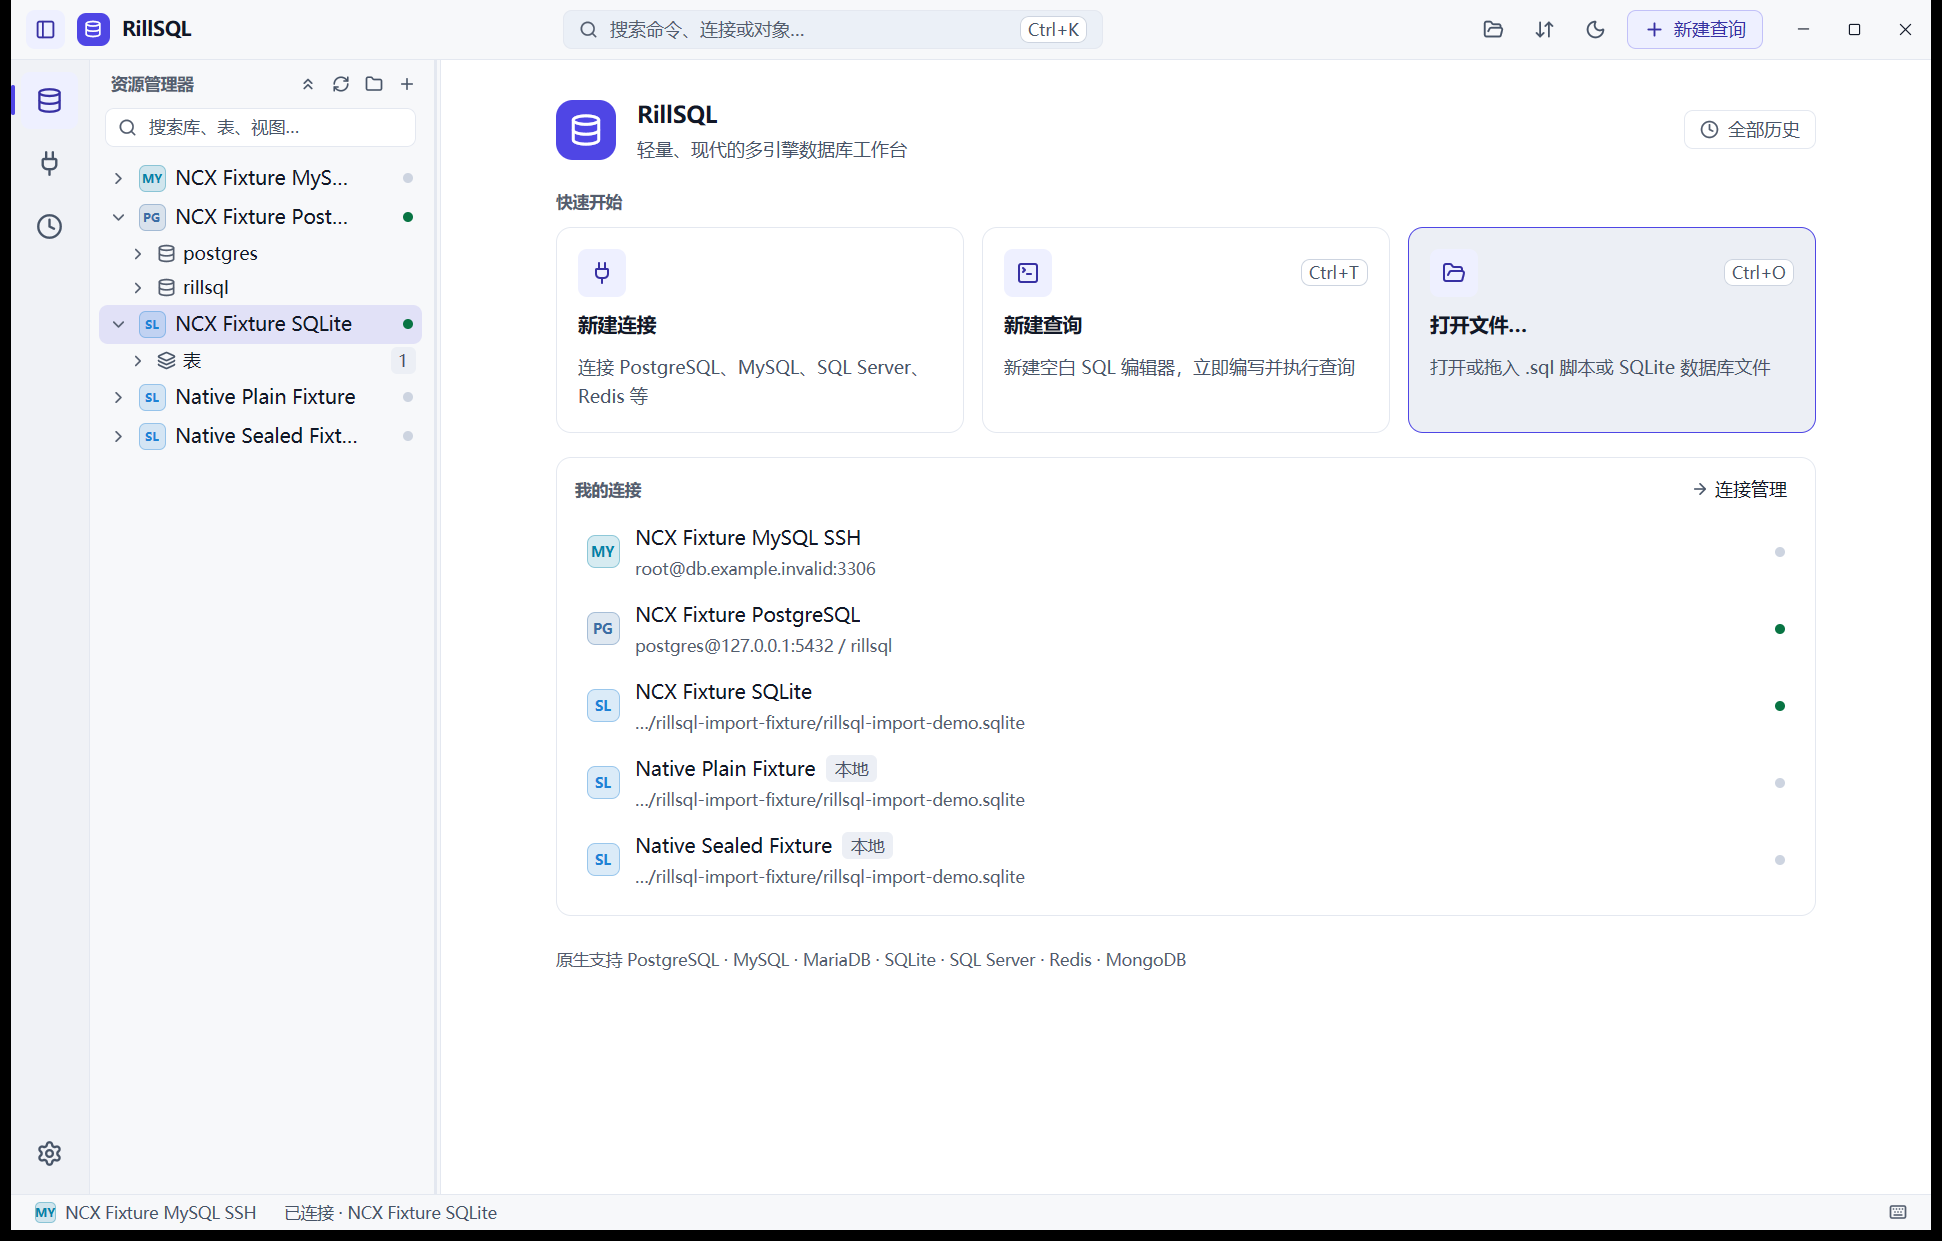 RillSQL
搜索命令、连接或对象...
Ctrl+K
新建查询
资源管理器
搜索库、表、视图...
MY NCX Fixture MyS...
PG NCX Fixture Post...
postgres
rillsql
SL NCX Fixture SQLite
表 1
SL Native Plain Fixture
SL Native Sealed Fixt...
RillSQL
轻量、现代的多引擎数据库工作台
全部历史
快速开始
新建连接
连接 PostgreSQL、MySQL、SQL Server、
Redis 等
Ctrl+T
新建查询
新建空白 SQL 编辑器，立即编写并执行查询
Ctrl+O
打开文件...
打开或拖入 .sql 脚本或 SQLite 数据库文件
我的连接
连接管理
MY NCX Fixture MySQL SSH
root@db.example.invalid:3306
PG NCX Fixture PostgreSQL
postgres@127.0.0.1:5432 / rillsql
SL NCX Fixture SQLite
.../rillsql-import-fixture/rillsql-import-demo.sqlite
SL Native Plain Fixture 本地
.../rillsql-import-fixture/rillsql-import-demo.sqlite
SL Native Sealed Fixture 本地
.../rillsql-import-fixture/rillsql-import-demo.sqlite
原生支持 PostgreSQL · MySQL · MariaDB · SQLite · SQL Server · Redis · MongoDB
MY NCX Fixture MySQL SSH 已连接 · NCX Fixture SQLite